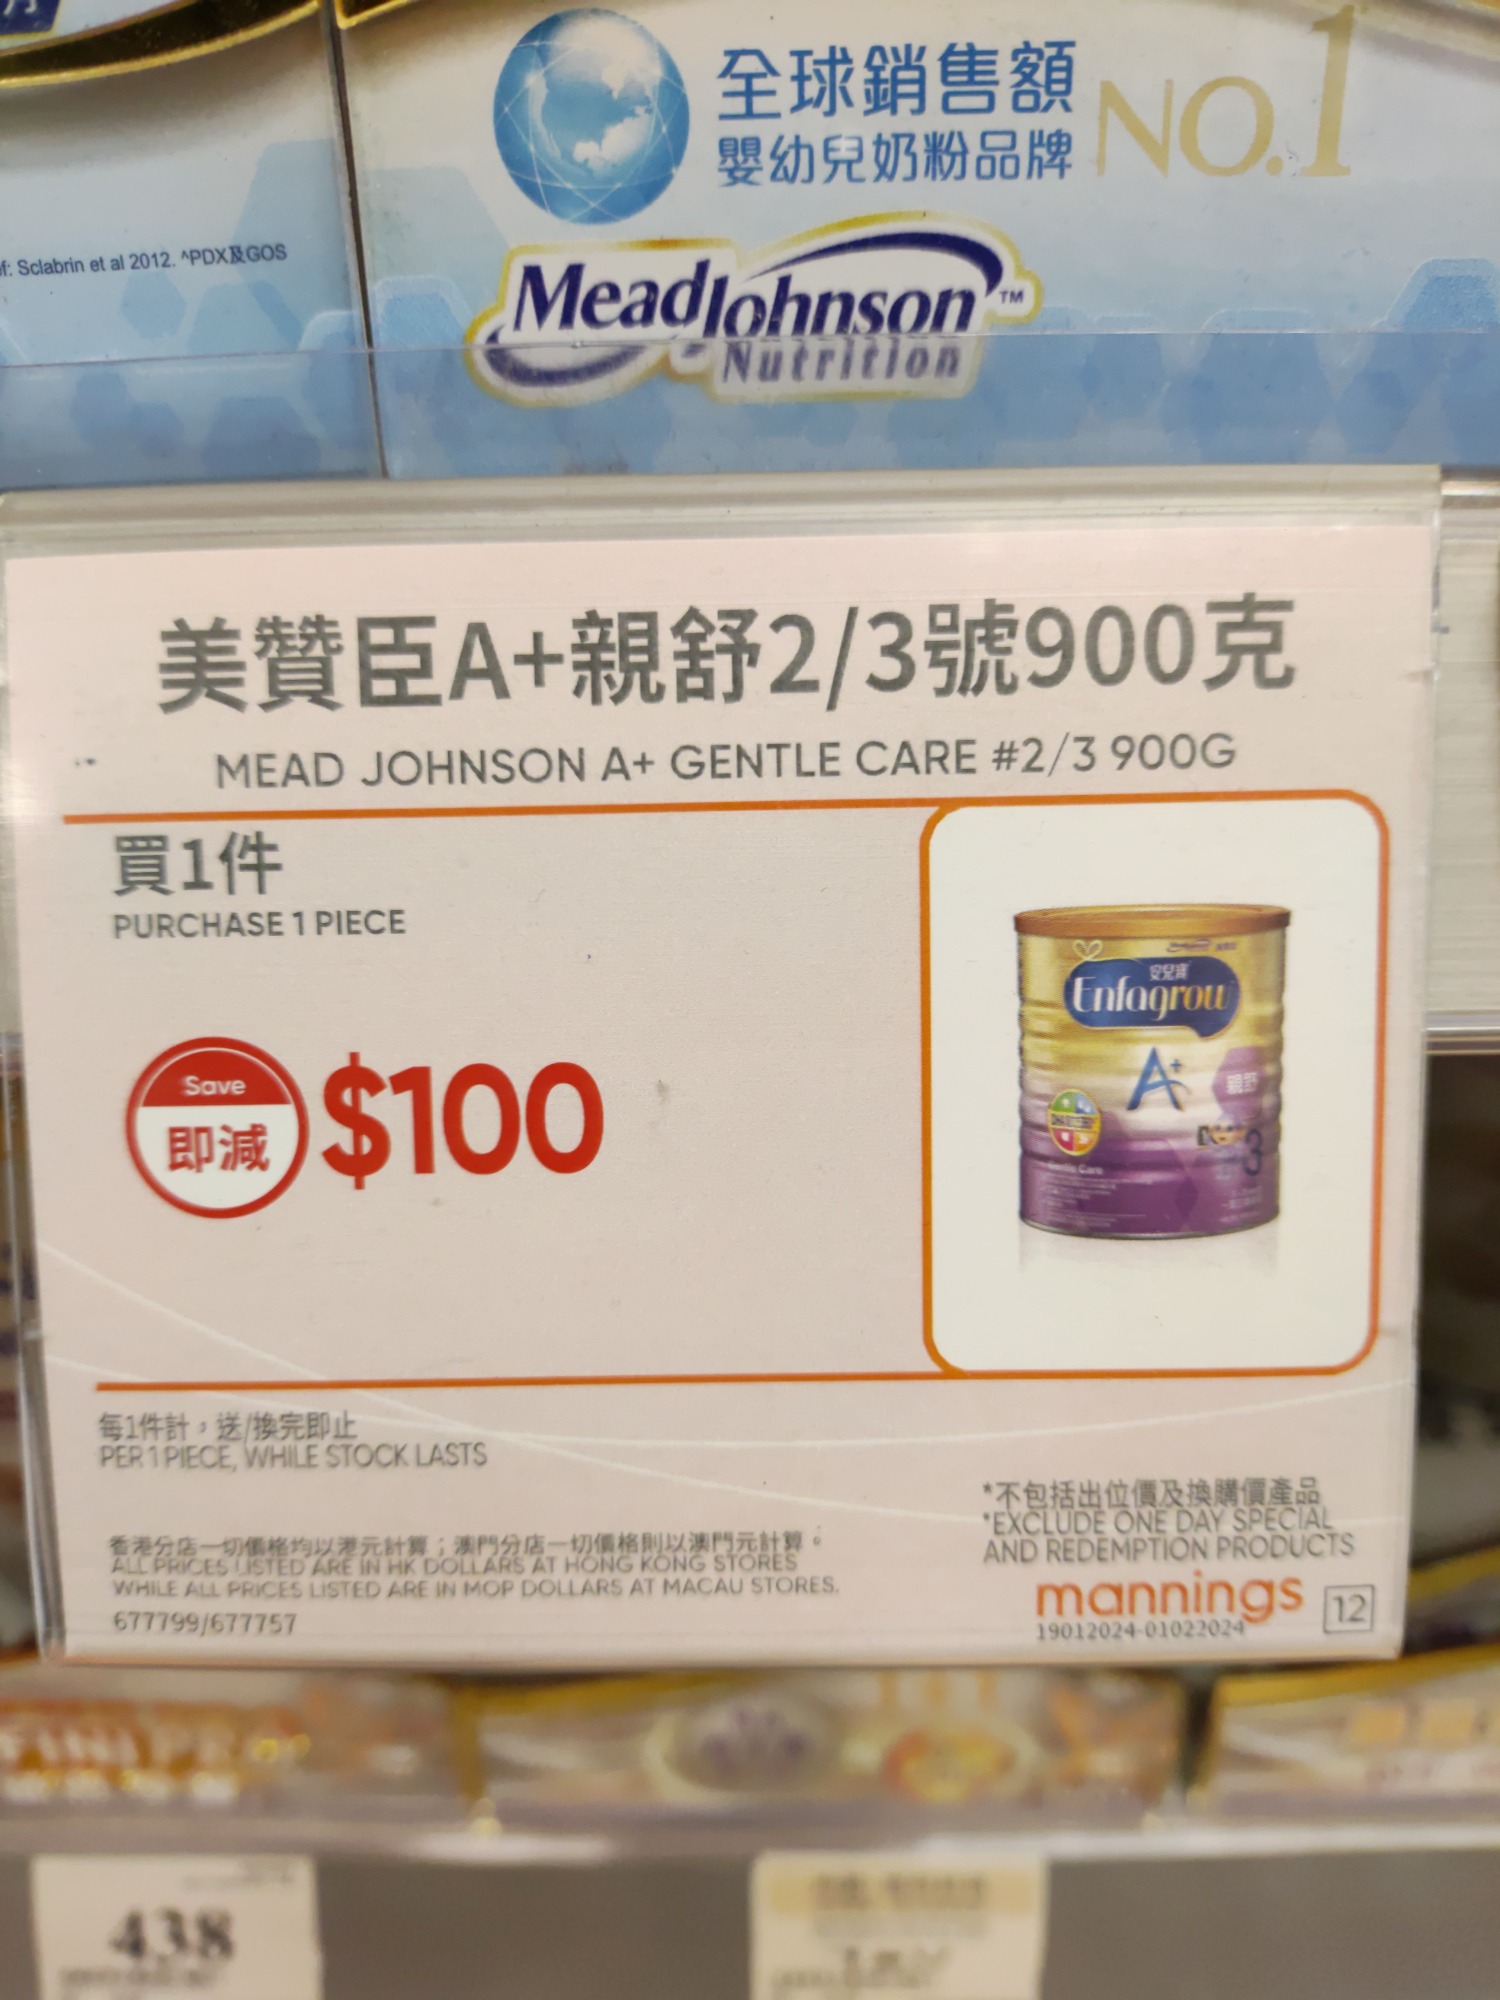 全球銷售額
嬰幼兒奶粉品牌 NO.1
f: Sclabrin et al 2012. ^PDX及GOS
MeadJohnson™
Nutrition
美贊臣A+親舒2/3號900克
MEAD JOHNSON A+ GENTLE CARE #2/3 900G
買1件
PURCHASE 1 PIECE
Save
即減
$100
安兒寶
Enfagrow
A+
親舒
3
Gentle Care
每1件計，送/換完即止
PER 1 PIECE, WHILE STOCK LASTS
*不包括出位價及換購價產品
*EXCLUDE ONE DAY SPECIAL
AND REDEMPTION PRODUCTS
香港分店一切價格均以港元計算；澳門分店一切價格則以澳門元計算。
ALL PRICES LISTED ARE IN HK DOLLARS AT HONG KONG STORES
WHILE ALL PRICES LISTED ARE IN MOP DOLLARS AT MACAU STORES.
677799/677757
mannings
19012024-01022024
12
438